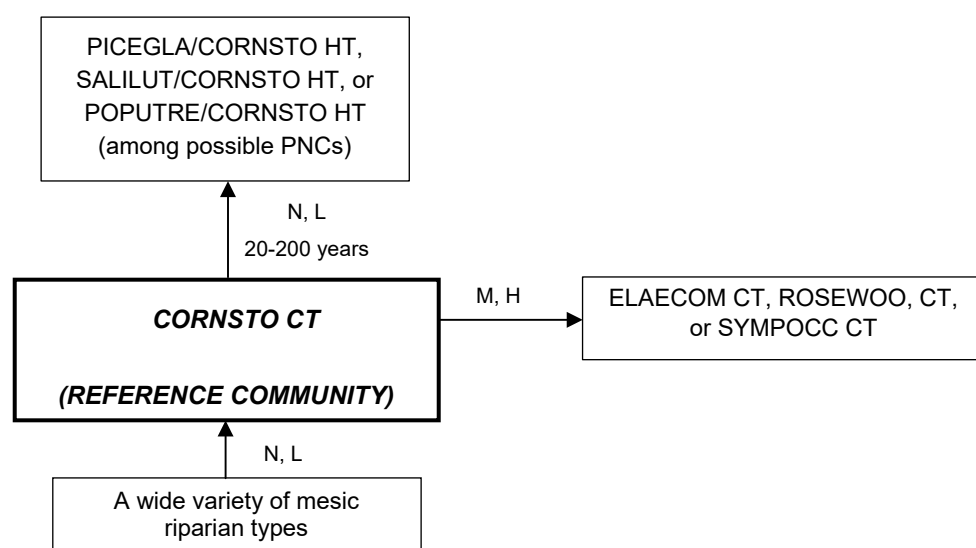 PICEGLA/CORNSTO HT,
SALILUT/CORNSTO HT, or
POPUTRE/CORNSTO HT
(among possible PNCs)
N, L
20-200 years
CORNSTO CT
(REFERENCE COMMUNITY)
M, H
ELAECOM CT, ROSEWOO, CT,
or SYMPOCC CT
N, L
A wide variety of mesic
riparian types